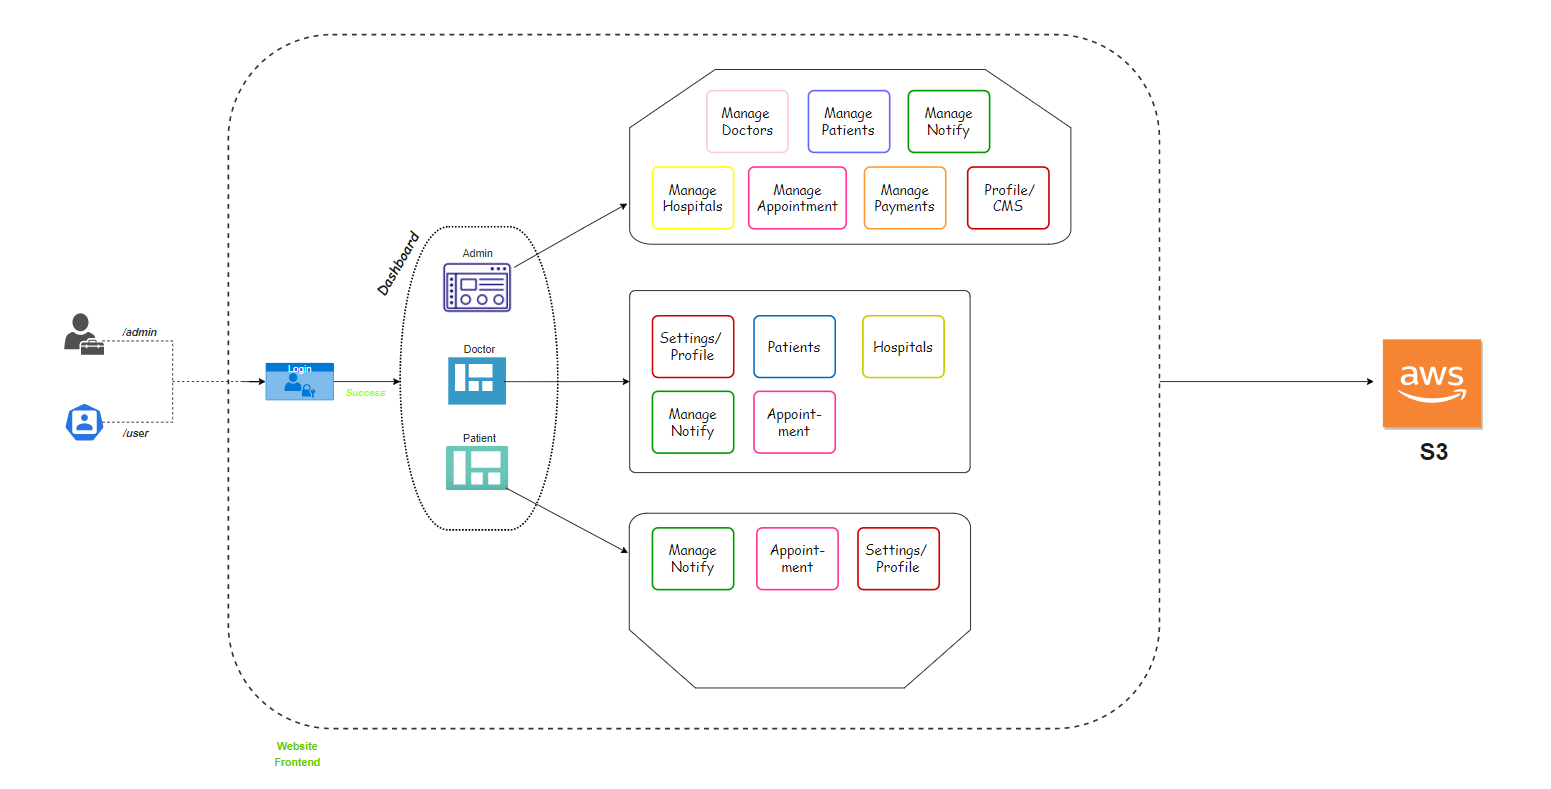 Manage
Doctors
Manage
Patients
Manage
Notify
Manage
Hospitals
Manage
Appointment
Manage
Payments
Profile/
CMS
Dashboard
Admin
Doctor
Patient
/admin
/user
Login
Success
Settings/
Profile
Patients
Hospitals
Manage
Notify
Appoint-
ment
Manage
Notify
Appoint-
ment
Settings/
Profile
aws
S3
Website
Frontend